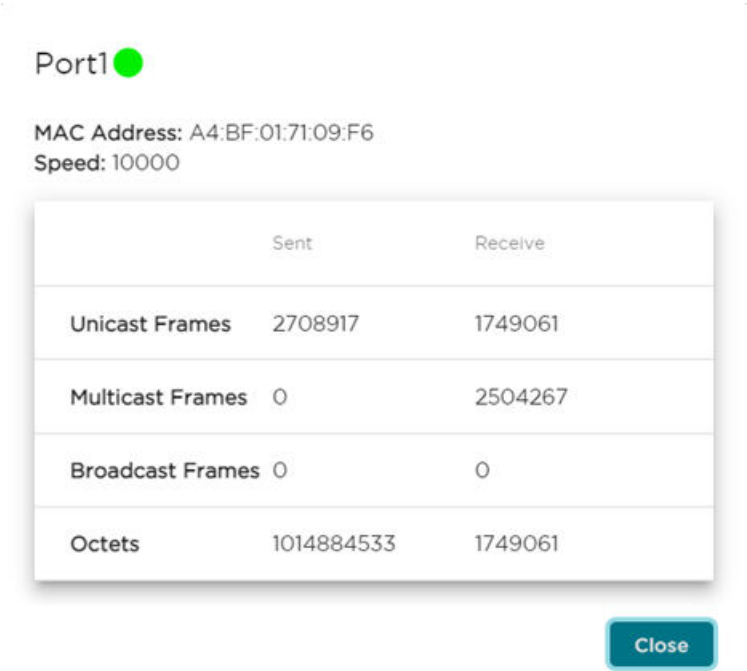 Port1
MAC Address: A4:BF:01:71:09:F6
Speed: 10000
Sent Receive
Unicast Frames 2708917 1749061
Multicast Frames 0 2504267
Broadcast Frames 0 0
Octets 1014884533 1749061
Close